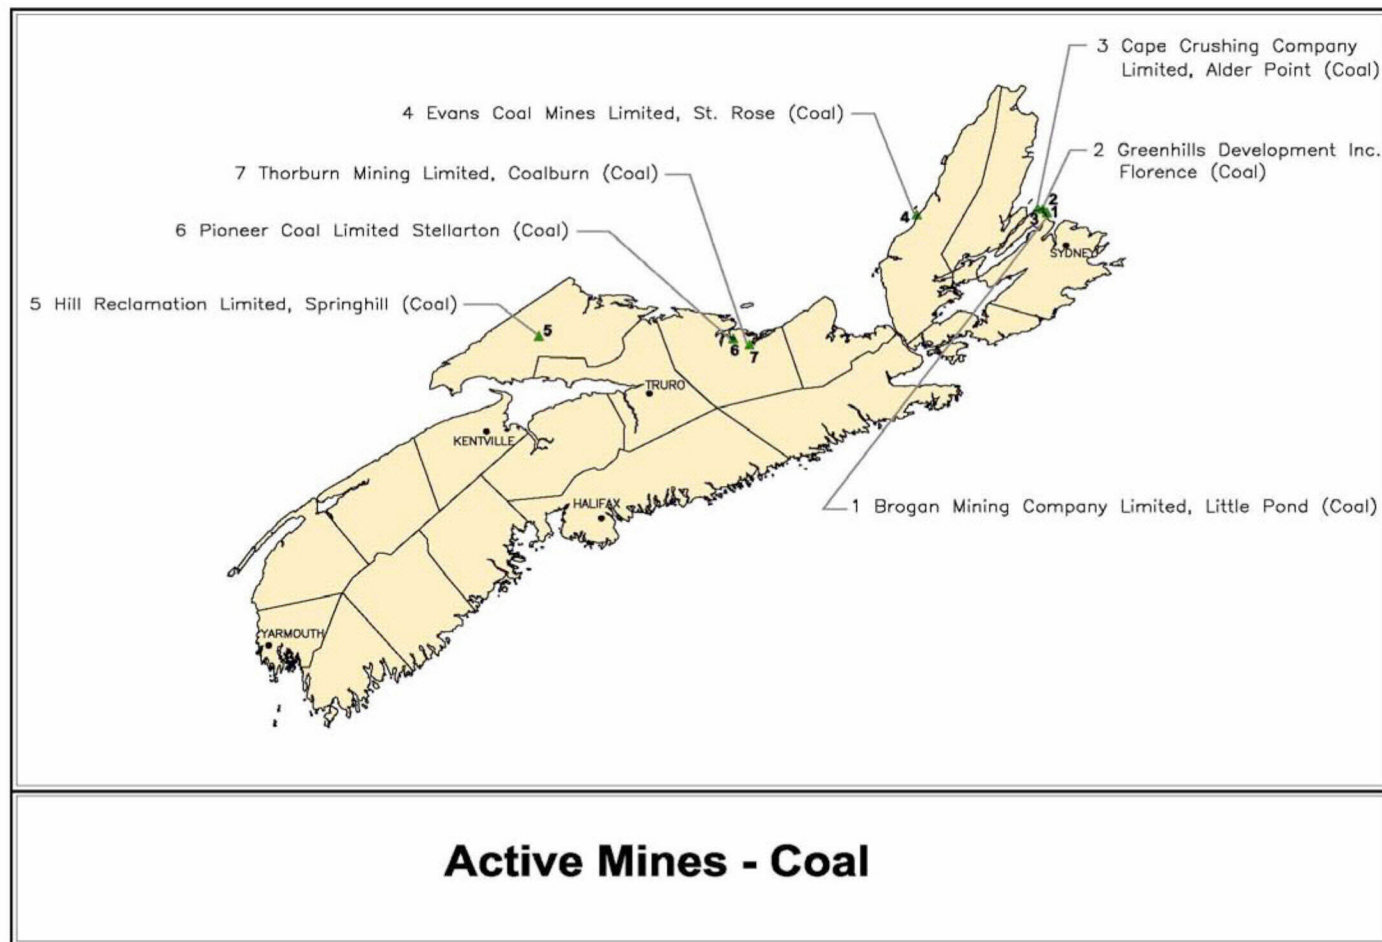 3 Cape Crushing Company
Limited, Alder Point (Coal)
4 Evans Coal Mines Limited, St. Rose (Coal)
2 Greenhills Development Inc.
Florence (Coal)
7 Thorburn Mining Limited, Coalburn (Coal)
6 Pioneer Coal Limited Stellarton (Coal)
5 Hill Reclamation Limited, Springhill (Coal)
4
2
3
1
SYDNEY
5
6
7
TRURO
KENTVILLE
HALIFAX
1 Brogan Mining Company Limited, Little Pond (Coal)
YARMOUTH
Active Mines - Coal